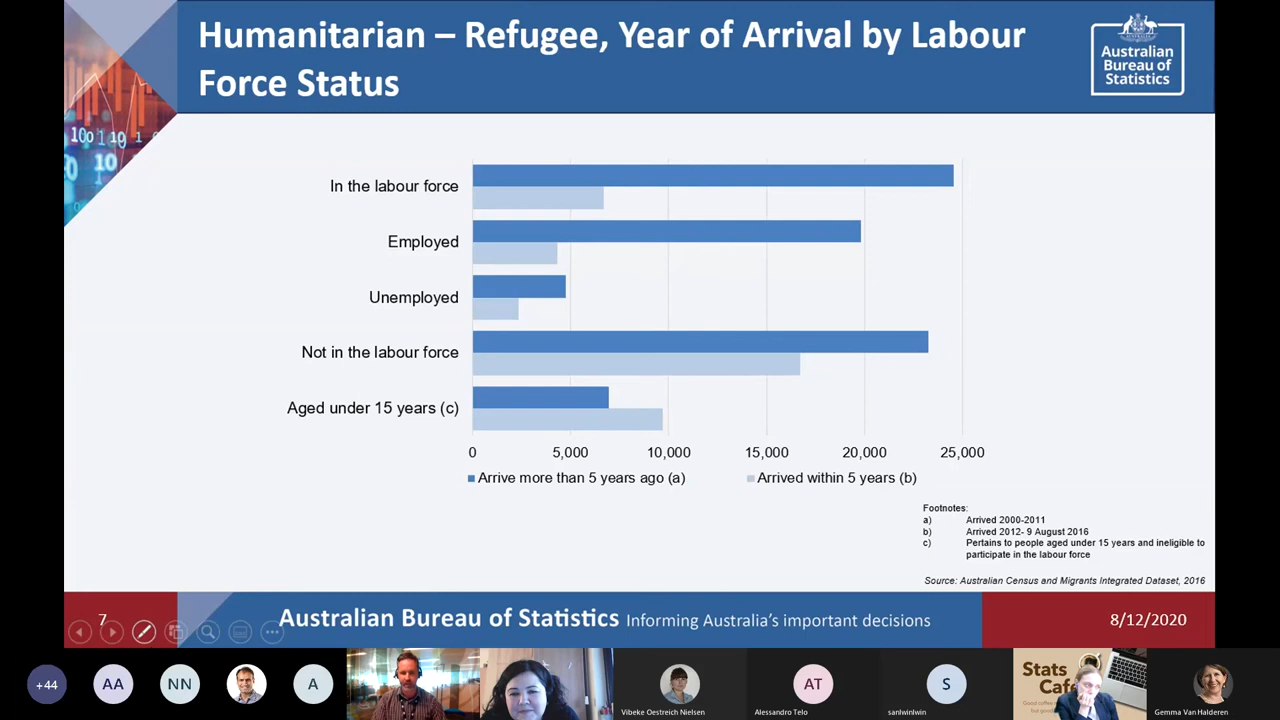 Humanitarian – Refugee, Year of Arrival by Labour
Force Status
Australian
Bureau of
Statistics
In the labour force
Employed
Unemployed
Not in the labour force
Aged under 15 years (c)
0 5,000 10,000 15,000 20,000 25,000
Arrive more than 5 years ago (a) Arrived within 5 years (b)
Footnotes:
a) Arrived 2000-2011
b) Arrived 2012- 9 August 2016
c) Pertains to people aged under 15 years and ineligible to
participate in the labour force
Source: Australian Census and Migrants Integrated Dataset, 2016
7
Australian Bureau of Statistics Informing Australia's important decisions
8/12/2020
+44 AA NN A AT S
Stats
Cafe
Vibeke Oestreich Nielsen Alessandro Telo sanlwinlwin Gemma Van Halderen